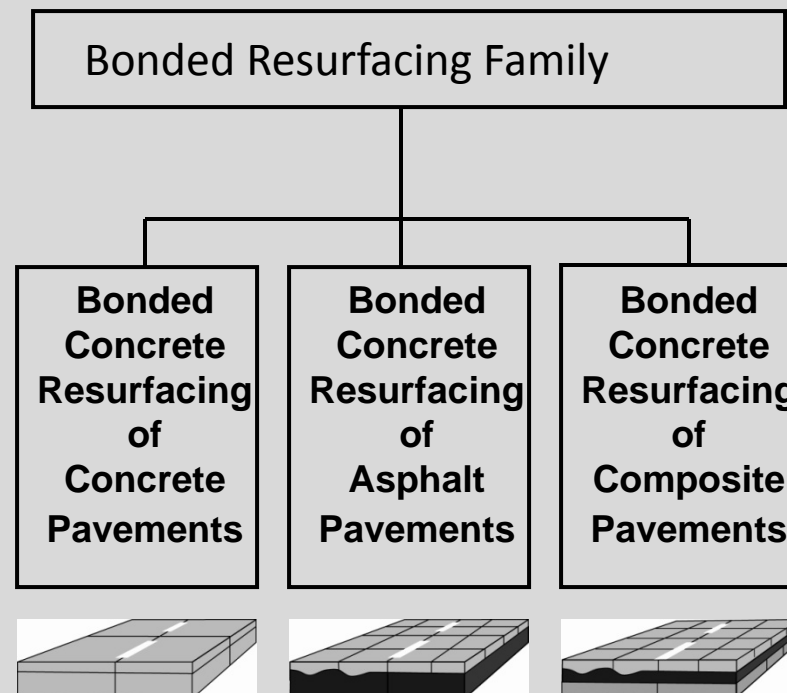 Bonded Resurfacing Family
Bonded
Concrete
Resurfacing
of
Concrete
Pavements
Bonded
Concrete
Resurfacing
of
Asphalt
Pavements
Bonded
Concrete
Resurfacing
of
Composite
Pavements